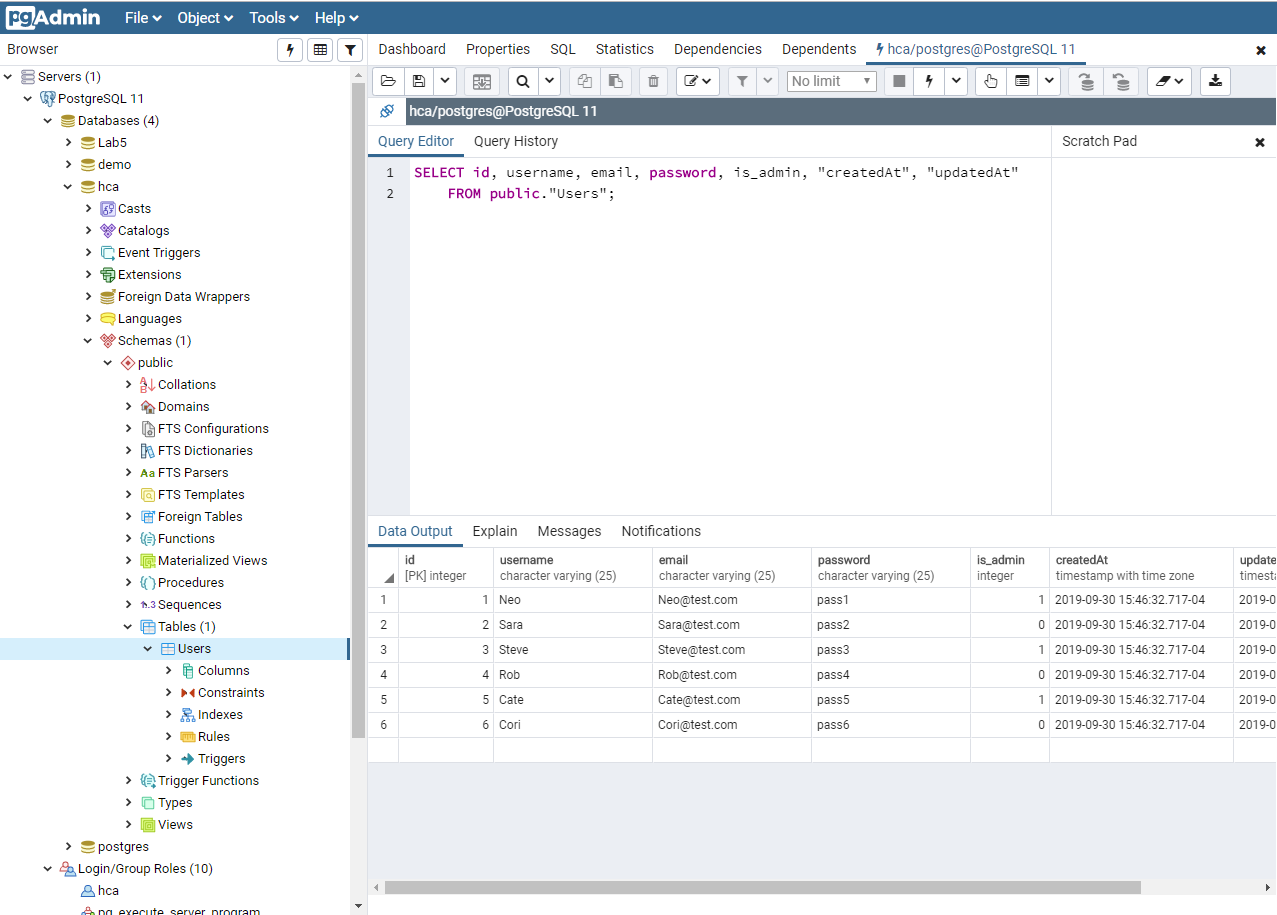 pgAdmin File Object Tools Help
Browser
Dashboard Properties SQL Statistics Dependencies Dependents hca/postgres@PostgreSQL 11
Servers (1)
PostgreSQL 11
Databases (4)
Lab5
demo
hca
Casts
Catalogs
Event Triggers
Extensions
Foreign Data Wrappers
Languages
Schemas (1)
public
Collations
Domains
FTS Configurations
FTS Dictionaries
Aa FTS Parsers
FTS Templates
Foreign Tables
Functions
Materialized Views
Procedures
1..3 Sequences
Tables (1)
Users
Columns
Constraints
Indexes
Rules
Triggers
Trigger Functions
Types
Views
postgres
Login/Group Roles (10)
hca
pg_execute_server_program
No limit
hca/postgres@PostgreSQL 11
Query Editor Query History
Scratch Pad
1 SELECT id, username, email, password, is_admin, "createdAt", "updatedAt"
2 FROM public."Users";
Data Output Explain Messages Notifications
id username email password is_admin createdAt update
[PK] integer character varying (25) character varying (25) character varying (25) integer timestamp with time zone timesta
1 1 Neo Neo@test.com pass1 1 2019-09-30 15:46:32.717-04 2019-0
2 2 Sara Sara@test.com pass2 0 2019-09-30 15:46:32.717-04 2019-0
3 3 Steve Steve@test.com pass3 1 2019-09-30 15:46:32.717-04 2019-0
4 4 Rob Rob@test.com pass4 0 2019-09-30 15:46:32.717-04 2019-0
5 5 Cate Cate@test.com pass5 1 2019-09-30 15:46:32.717-04 2019-0
6 6 Cori Cori@test.com pass6 0 2019-09-30 15:46:32.717-04 2019-0